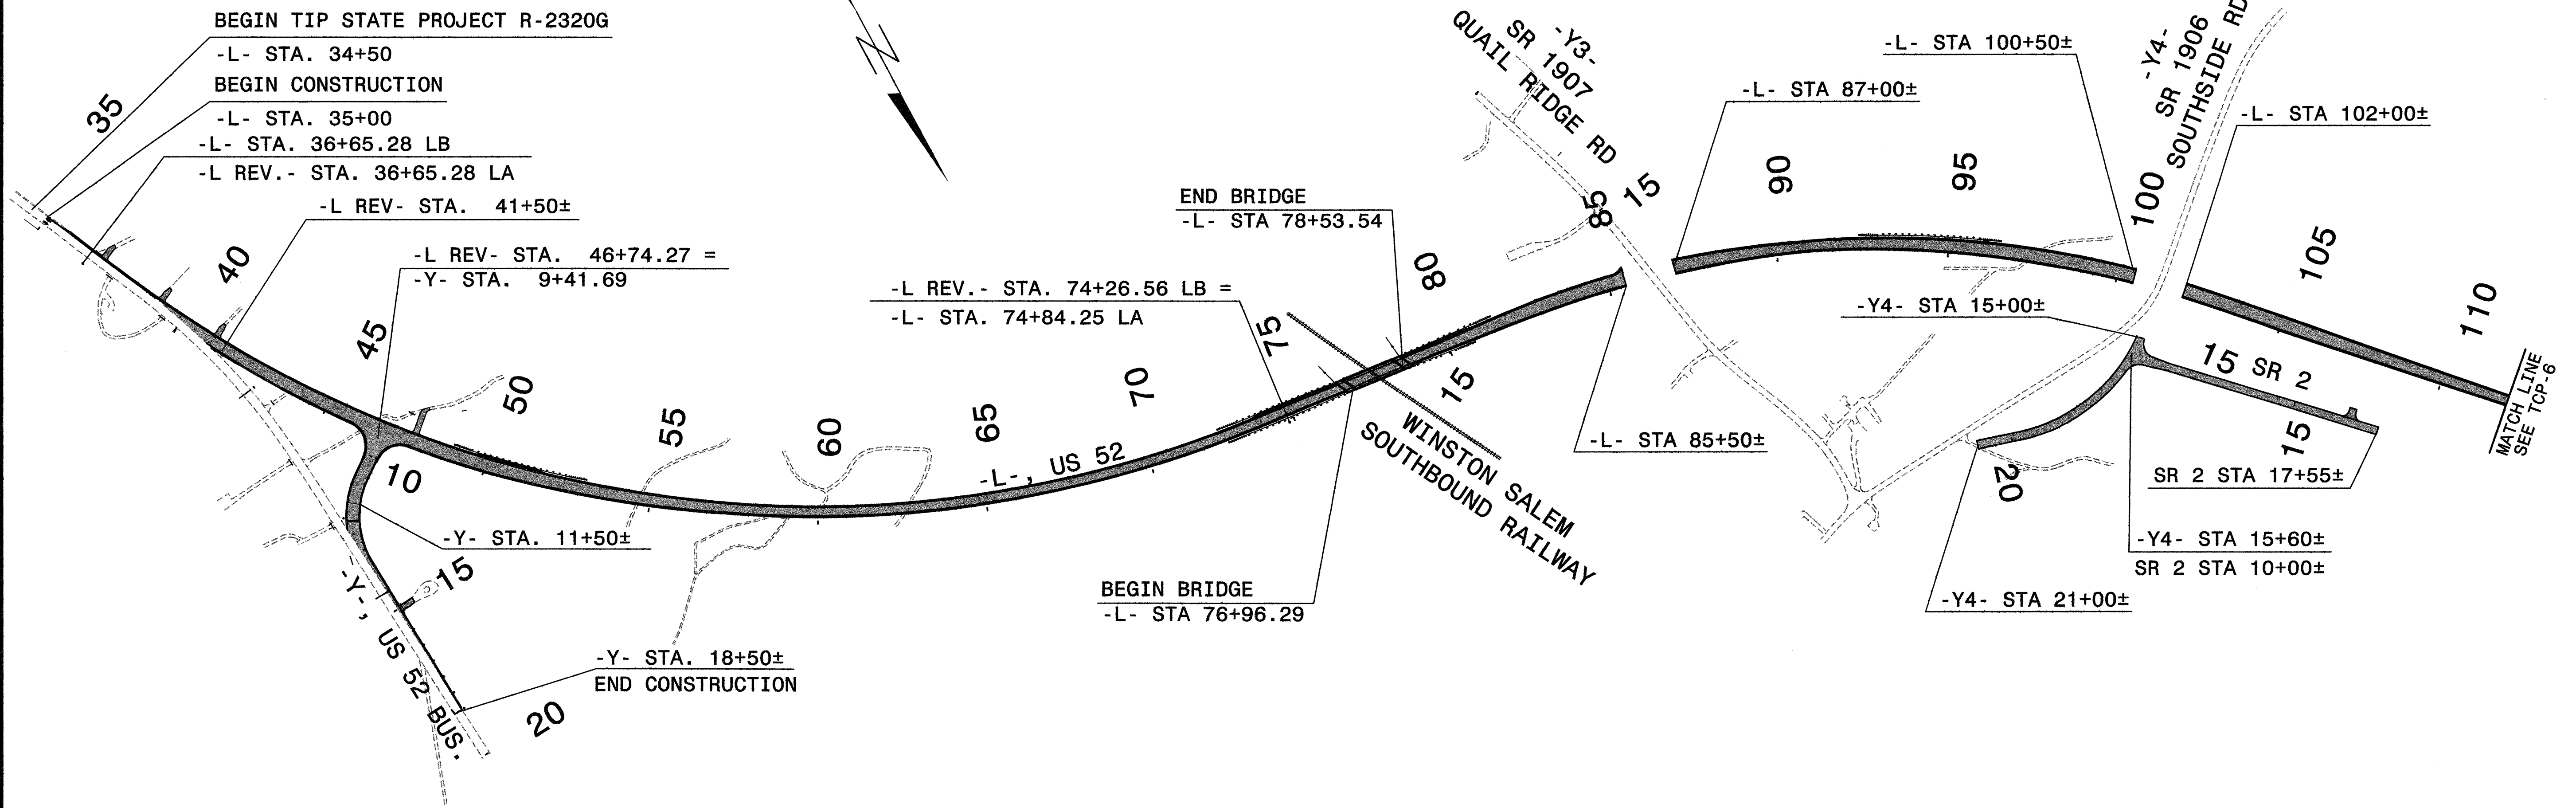 BEGIN TIP STATE PROJECT R-2320G
-L- STA. 34+50
BEGIN CONSTRUCTION
-L- STA. 35+00
-L- STA. 36+65.28 LB
-L REV.- STA. 36+65.28 LA
35
-L REV- STA. 41+50±
40
-L REV- STA. 46+74.27 =
-Y- STA. 9+41.69
45
50
10
-Y- STA. 11+50±
15
-Y-, US 52 BUS.
-Y- STA. 18+50±
END CONSTRUCTION
20
N
55
60
65
70
-L-, US 52
-L REV.- STA. 74+26.56 LB =
-L- STA. 74+84.25 LA
75
END BRIDGE
-L- STA 78+53.54
80
15
WINSTON SALEM
SOUTHBOUND RAILWAY
BEGIN BRIDGE
-L- STA 76+96.29
-Y3-
SR 1907
QUAIL RIDGE RD
85
15
-L- STA 85+50±
-L- STA 87+00±
90
95
-L- STA 100+50±
100
-Y4-
SR 1906
SOUTHSIDE RD
-L- STA 102+00±
105
110
MATCH LINE
SEE TCP-6
-Y4- STA 15+00±
15
SR 2
15
SR 2 STA 17+55±
20
-Y4- STA 15+60±
SR 2 STA 10+00±
-Y4- STA 21+00±